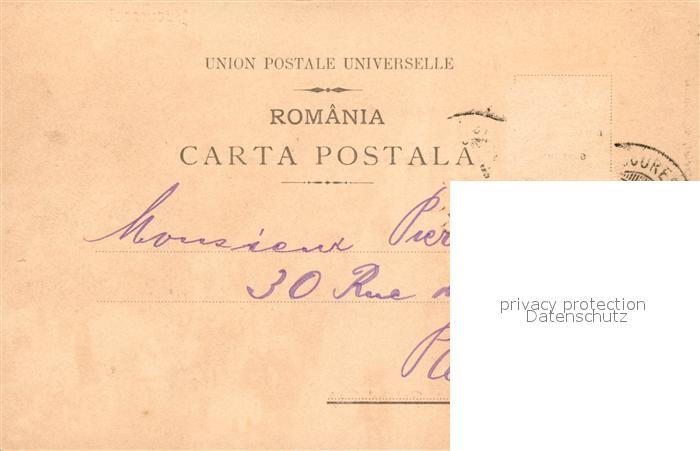 UNION POSTALE UNIVERSELLE
ROMÂNIA
CARTA POSTALĂ
Monsieur
30 Rue
privacy protection
Datenschutz